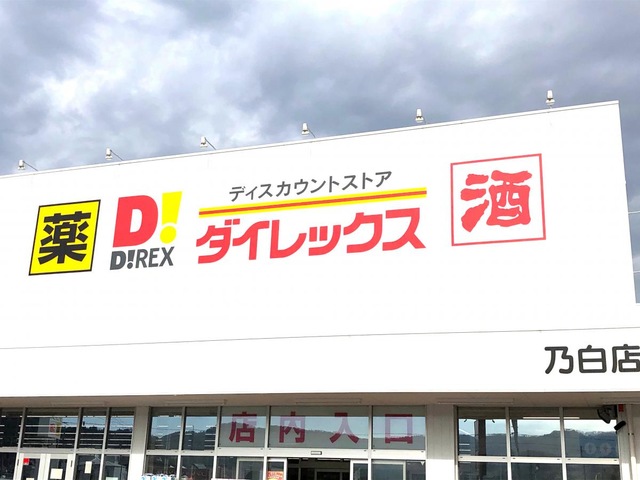 薬
D!
D!REX
ディスカウントストア
ダイレックス
酒
乃白店
店内入口